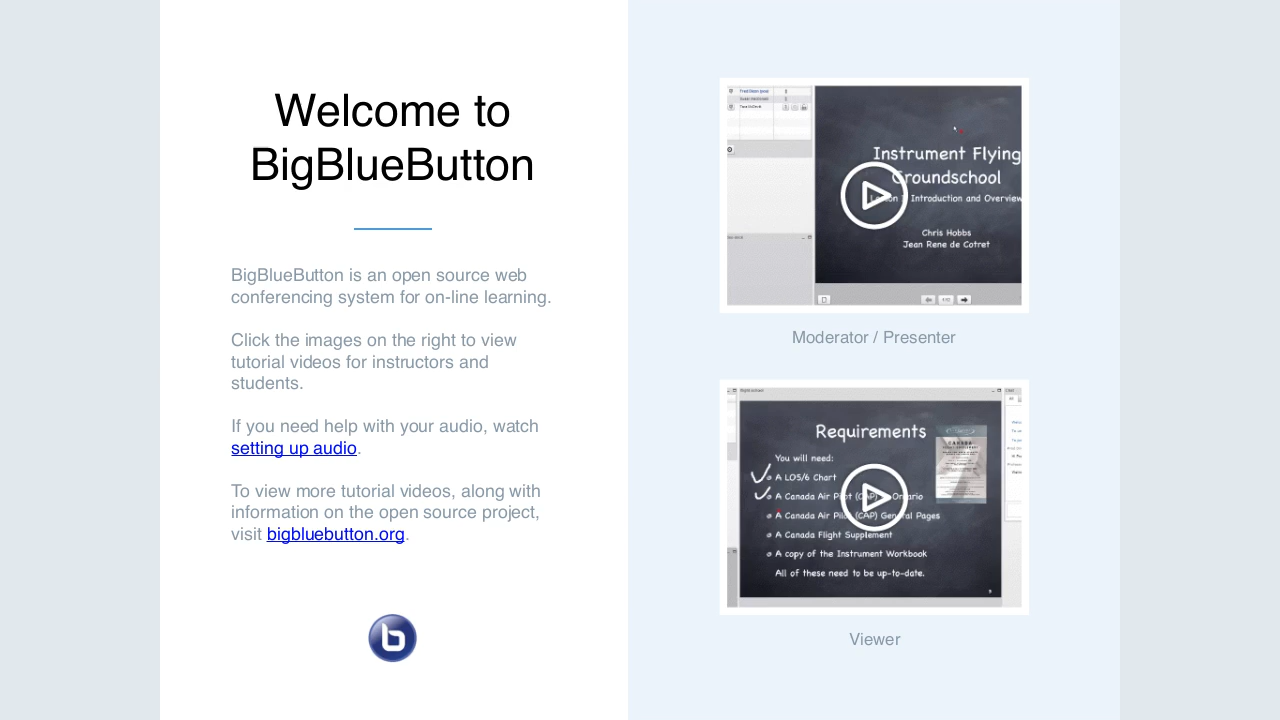 Welcome to
BigBlueButton
BigBlueButton is an open source web
conferencing system for on-line learning.
Click the images on the right to view
tutorial videos for instructors and
students.
If you need help with your audio, watch
setting up audio.
To view more tutorial videos, along with
information on the open source project,
visit bigbluebutton.org.
b
Instrument Flying
Groundschool
Introduction and Overview
Chris Hobbs
Jean Rene de Cotret
Moderator / Presenter
Requirements
CANADA
You will need:
A LO5/6 Chart
A Canada Air Pilot (CAP) Ontario
A Canada Air Pilot (CAP) General Pages
A Canada Flight Supplement
A copy of the Instrument Workbook
All of these need to be up-to-date.
Viewer